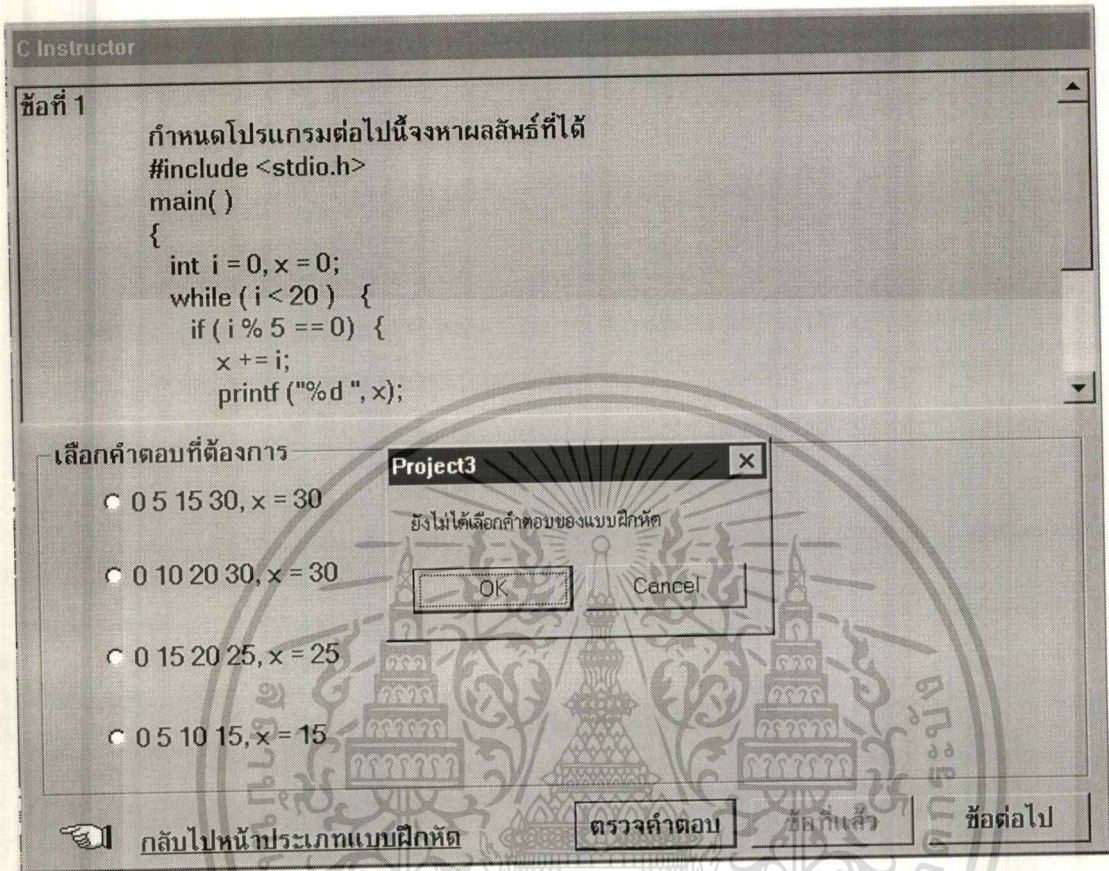 C Instructor
ข้อที่ 1
กำหนดโปรแกรมต่อไปนี้จงหาผลลัพธ์ที่ได้
#include <stdio.h>
main( )
{
int i = 0, x = 0;
while ( i < 20 ) {
if ( i % 5 == 0) {
x += i;
printf ("%d ", x);
เลือกคำตอบที่ต้องการ
0 5 15 30, x = 30
0 10 20 30, x = 30
0 15 20 25, x = 25
0 5 10 15, x = 15
Project3
ยังไม่ได้เลือกคำตอบของแบบฝึกหัด
OK
Cancel
กลับไปหน้าประเภทแบบฝึกหัด
ตรวจคำตอบ
ข้อที่แล้ว
ข้อต่อไป